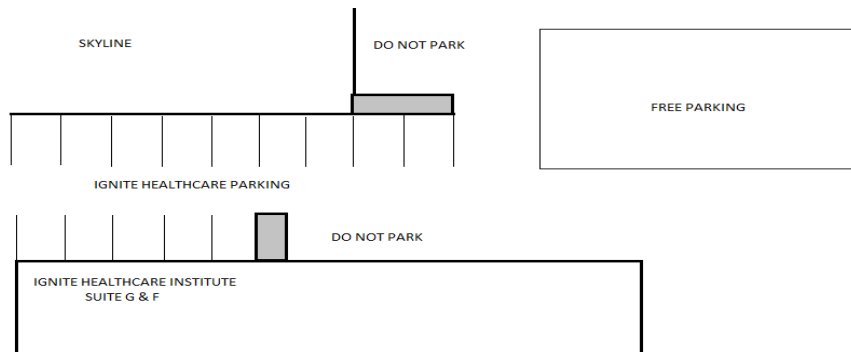 SKYLINE
DO NOT PARK
FREE PARKING
IGNITE HEALTHCARE PARKING
DO NOT PARK
IGNITE HEALTHCARE INSTITUTE
SUITE G & F